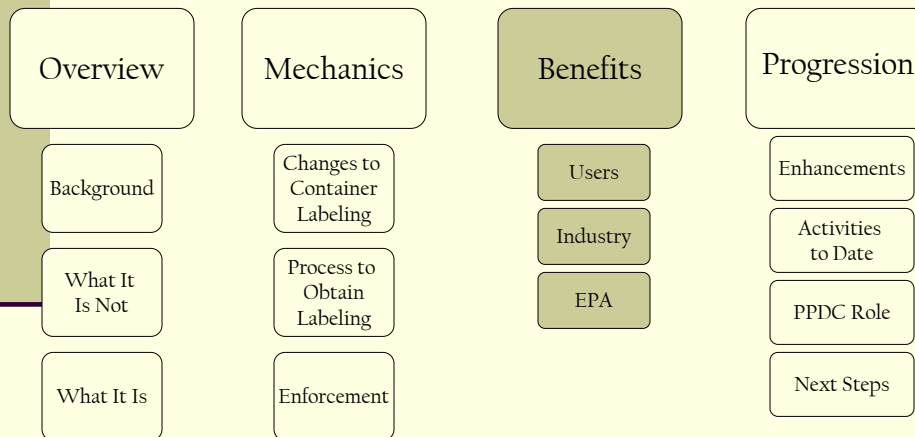 Overview
Background
What It
Is Not
What It Is
Mechanics
Changes to
Container
Labeling
Process to
Obtain
Labeling
Enforcement
Benefits
Users
Industry
EPA
Progression
Enhancements
Activities
to Date
PPDC Role
Next Steps